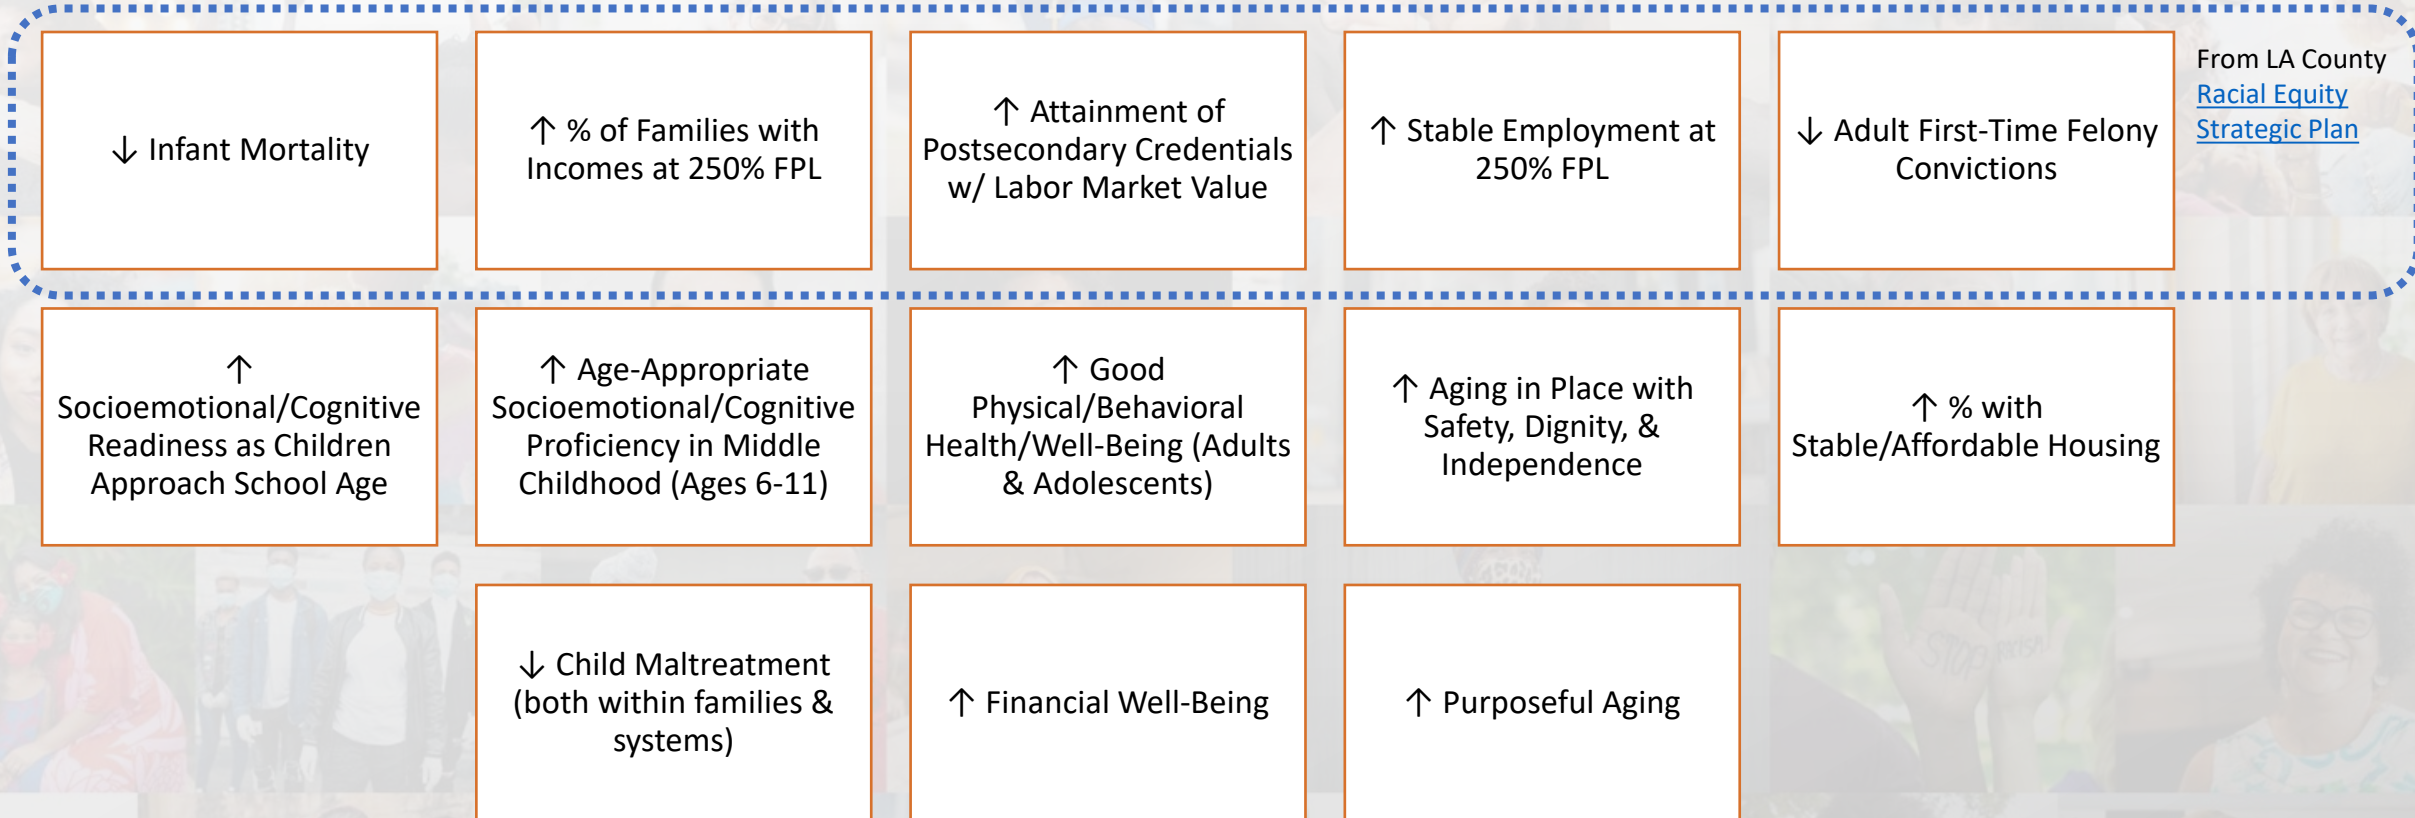 ↓ Infant Mortality
↑ % of Families with
Incomes at 250% FPL
↑ Attainment of
Postsecondary Credentials
w/ Labor Market Value
↑ Stable Employment at
250% FPL
↓ Adult First-Time Felony
Convictions
From LA County
Racial Equity
Strategic Plan
↑
Socioemotional/Cognitive
Readiness as Children
Approach School Age
↑ Age-Appropriate
Socioemotional/Cognitive
Proficiency in Middle
Childhood (Ages 6-11)
↑ Good
Physical/Behavioral
Health/Well-Being (Adults
& Adolescents)
↑ Aging in Place with
Safety, Dignity, &
Independence
↑ % with
Stable/Affordable Housing
↓ Child Maltreatment
(both within families &
systems)
↑ Financial Well-Being
↑ Purposeful Aging
STOP RACISM